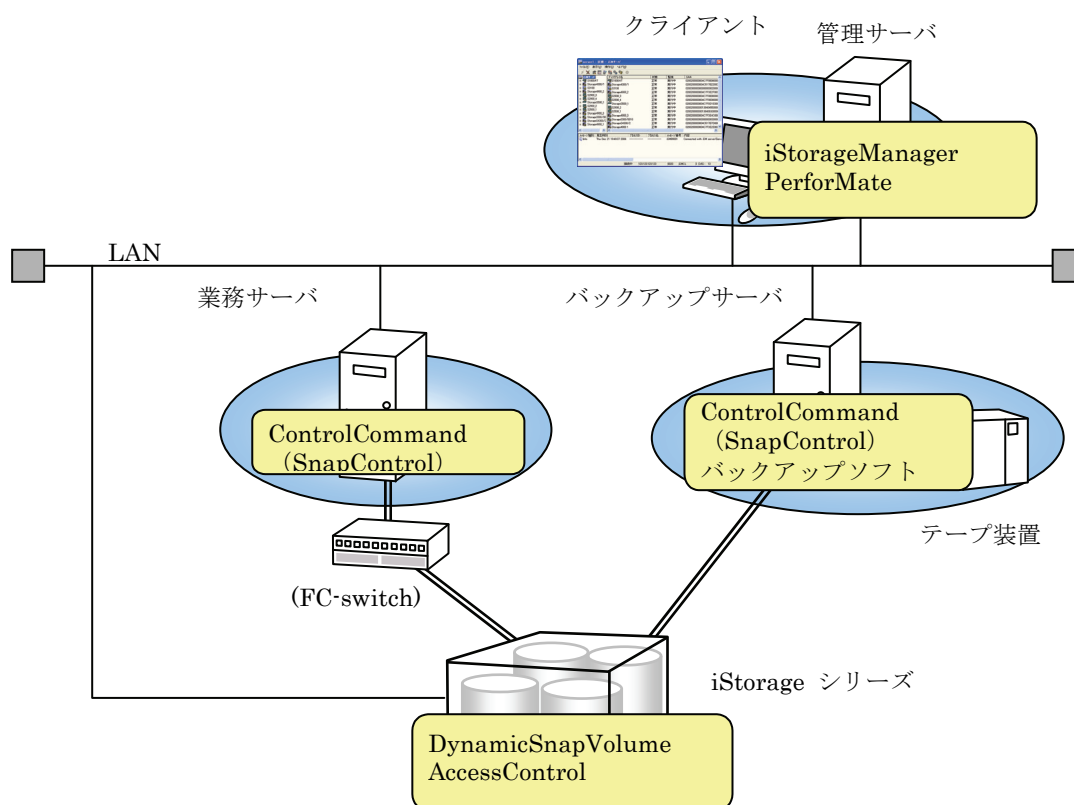 クライアント
管理サーバ
iStorageManager
PerforMate
LAN
業務サーバ
バックアップサーバ
ControlCommand
（SnapControl）
ControlCommand
（SnapControl）
バックアップソフト
テープ装置
(FC-switch)
iStorage シリーズ
DynamicSnapVolume
AccessControl